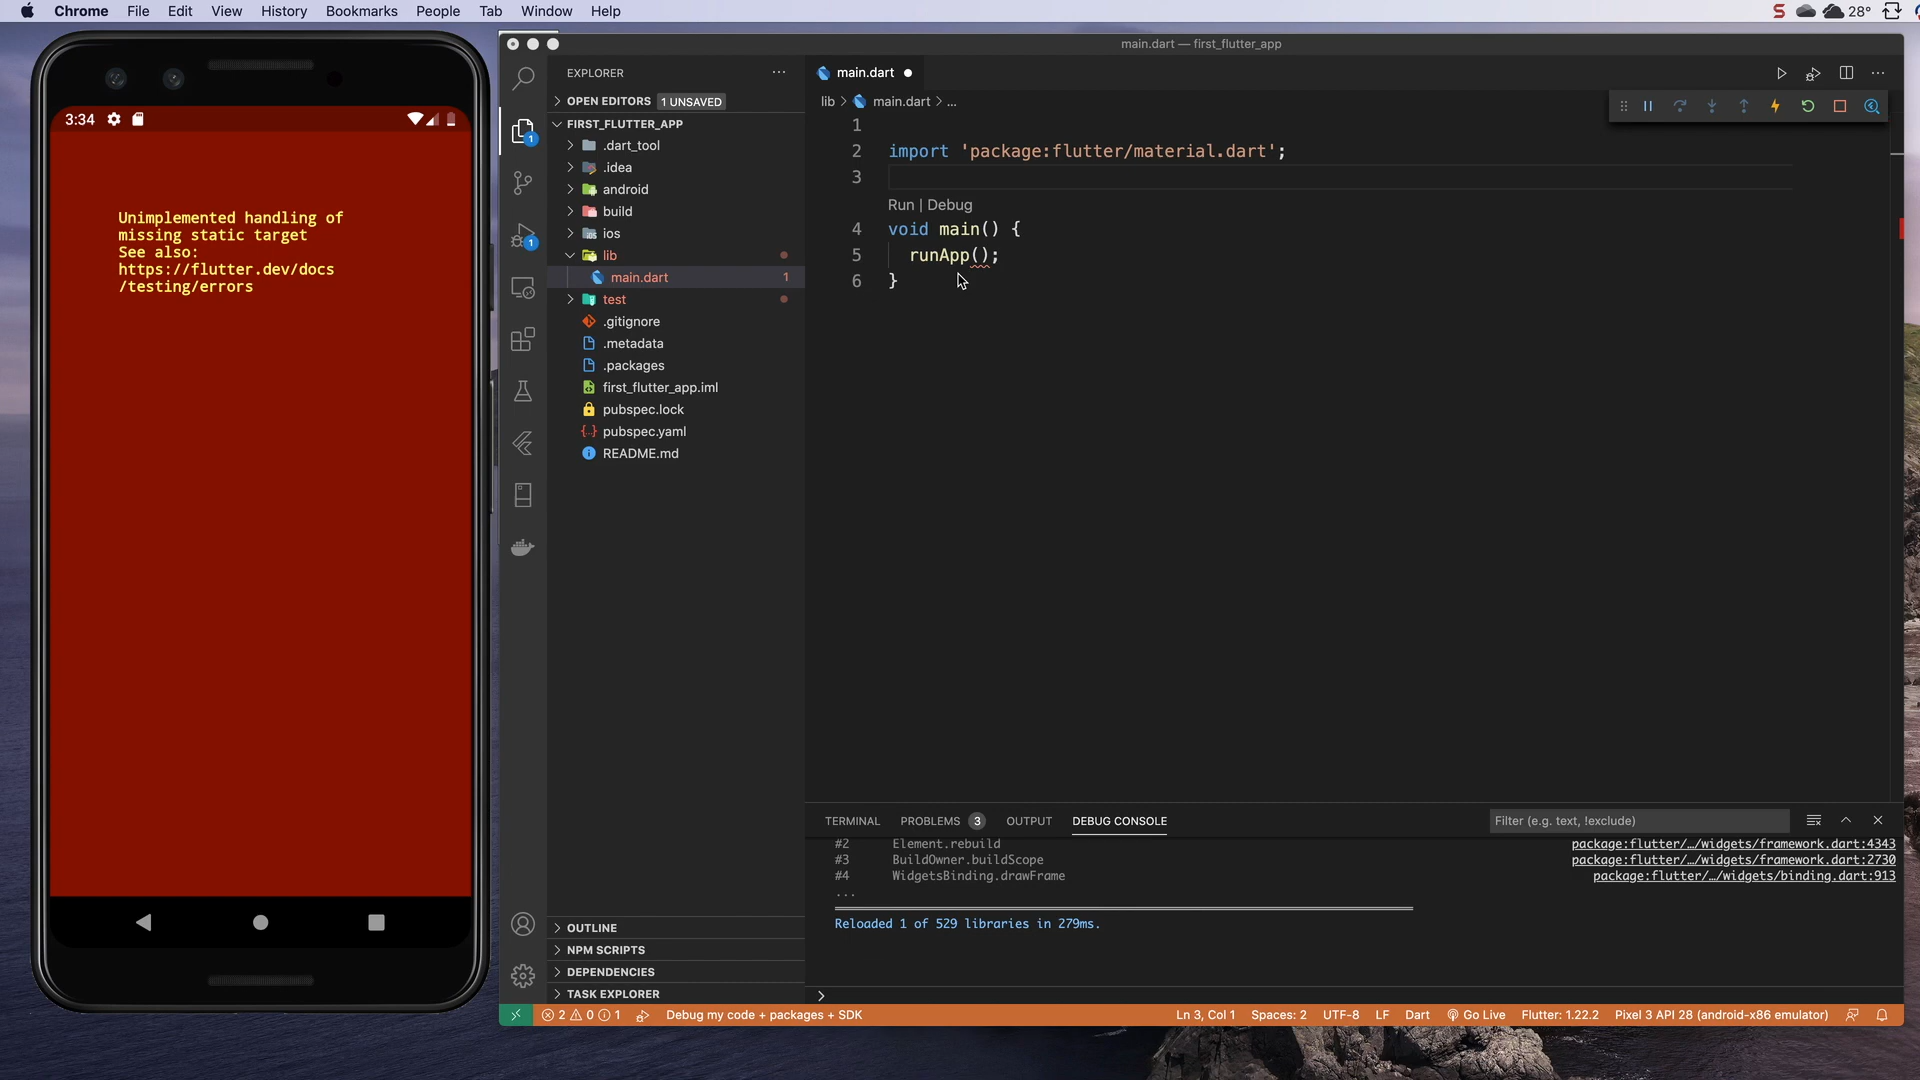 Chrome File Edit View History Bookmarks People Tab Window Help
S 28°
3:34
Unimplemented handling of
missing static target
See also:
https://flutter.dev/docs
/testing/errors
main.dart — first_flutter_app
EXPLORER ...
OPEN EDITORS 1 UNSAVED
FIRST_FLUTTER_APP
.dart_tool
.idea
android
build
ios
lib
main.dart 1
test
.gitignore
.metadata
.packages
first_flutter_app.iml
pubspec.lock
pubspec.yaml
README.md
OUTLINE
NPM SCRIPTS
DEPENDENCIES
TASK EXPLORER
1
1
main.dart
lib > main.dart > ...
1
2 import 'package:flutter/material.dart';
3
Run | Debug
4 void main() {
5 runApp();
6 }
TERMINAL PROBLEMS 3 OUTPUT DEBUG CONSOLE Filter (e.g. text, !exclude)
#2 Element.rebuild package:flutter/…/widgets/framework.dart:4343
#3 BuildOwner.buildScope package:flutter/…/widgets/framework.dart:2730
#4 WidgetsBinding.drawFrame package:flutter/…/widgets/binding.dart:913
...
Reloaded 1 of 529 libraries in 279ms.
2 0 1 Debug my code + packages + SDK Ln 3, Col 1 Spaces: 2 UTF-8 LF Dart Go Live Flutter: 1.22.2 Pixel 3 API 28 (android-x86 emulator)